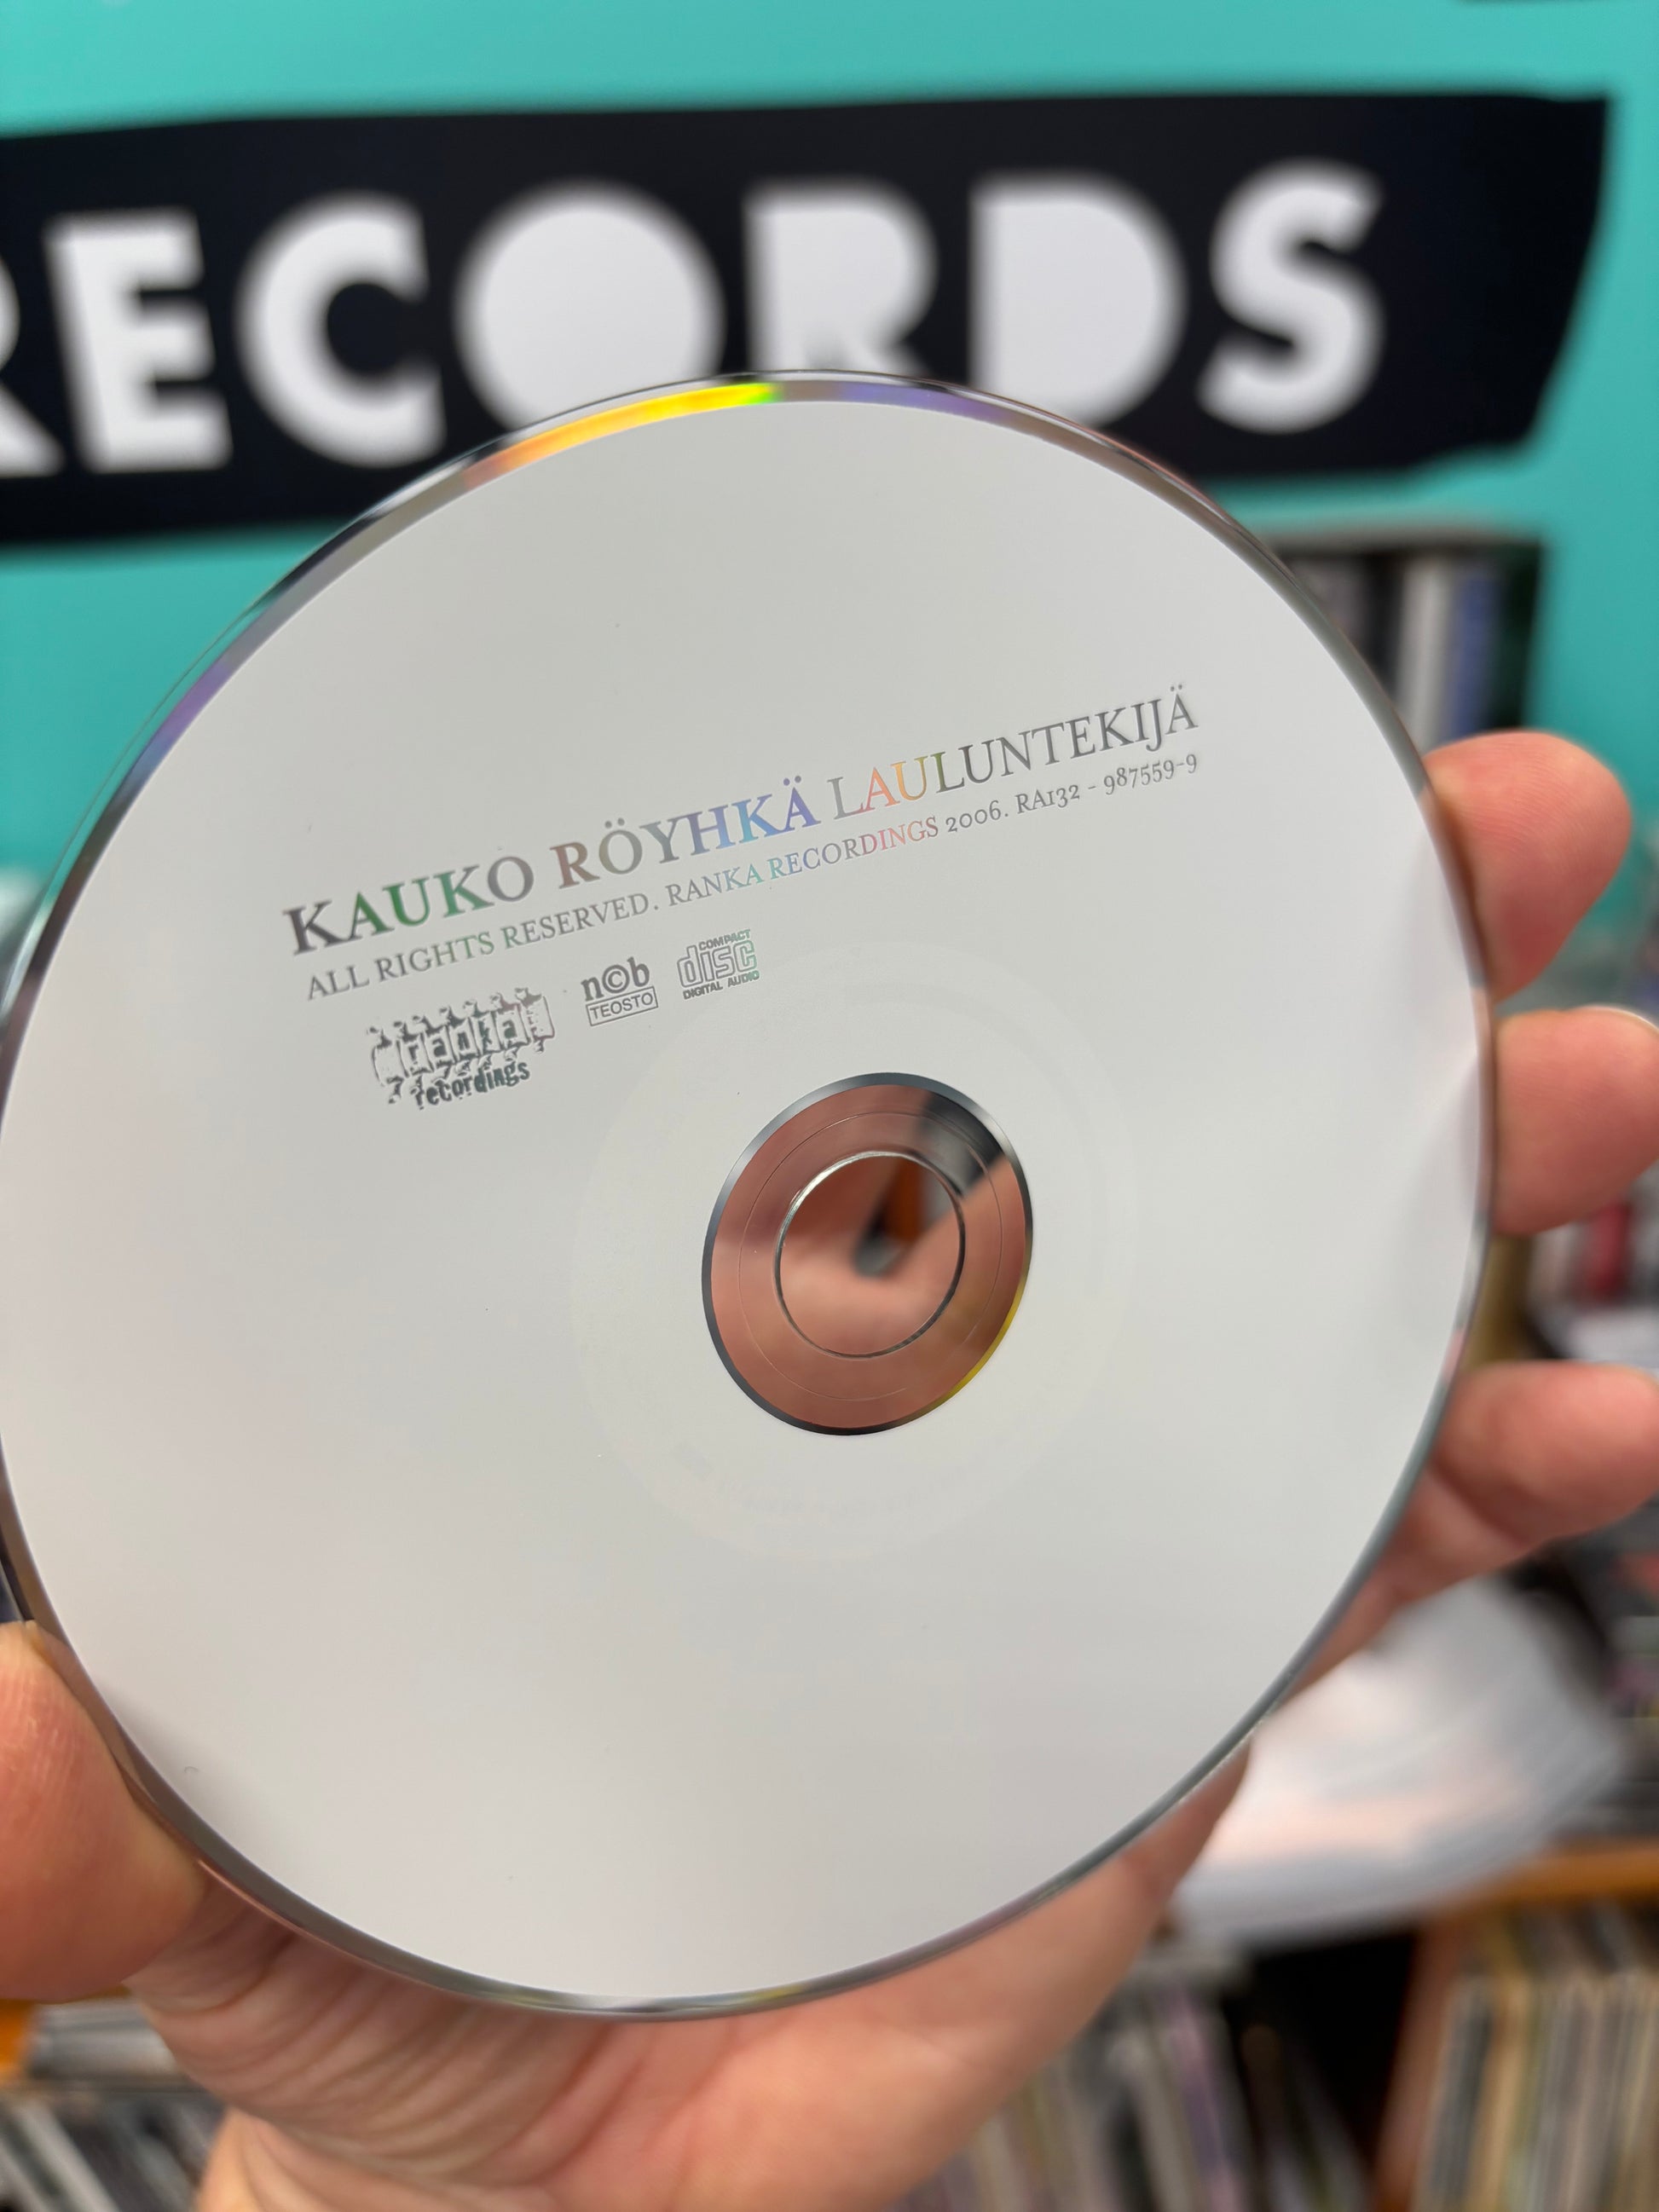 RECORDS
KAUKO RÖYHKÄ LAULUNTEKIJÄ
ALL RIGHTS RESERVED. RANKA RECORDINGS 2006. RA132 - 987559-9
ranka
recordings
n©b
TEOSTO
COMPACT
disc
DIGITAL AUDIO